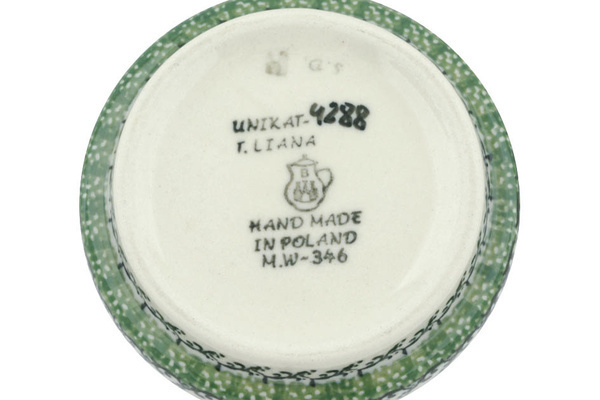 UNIKAT-4288
T. LIANA
B
HAND MADE
IN POLAND
M.W-346